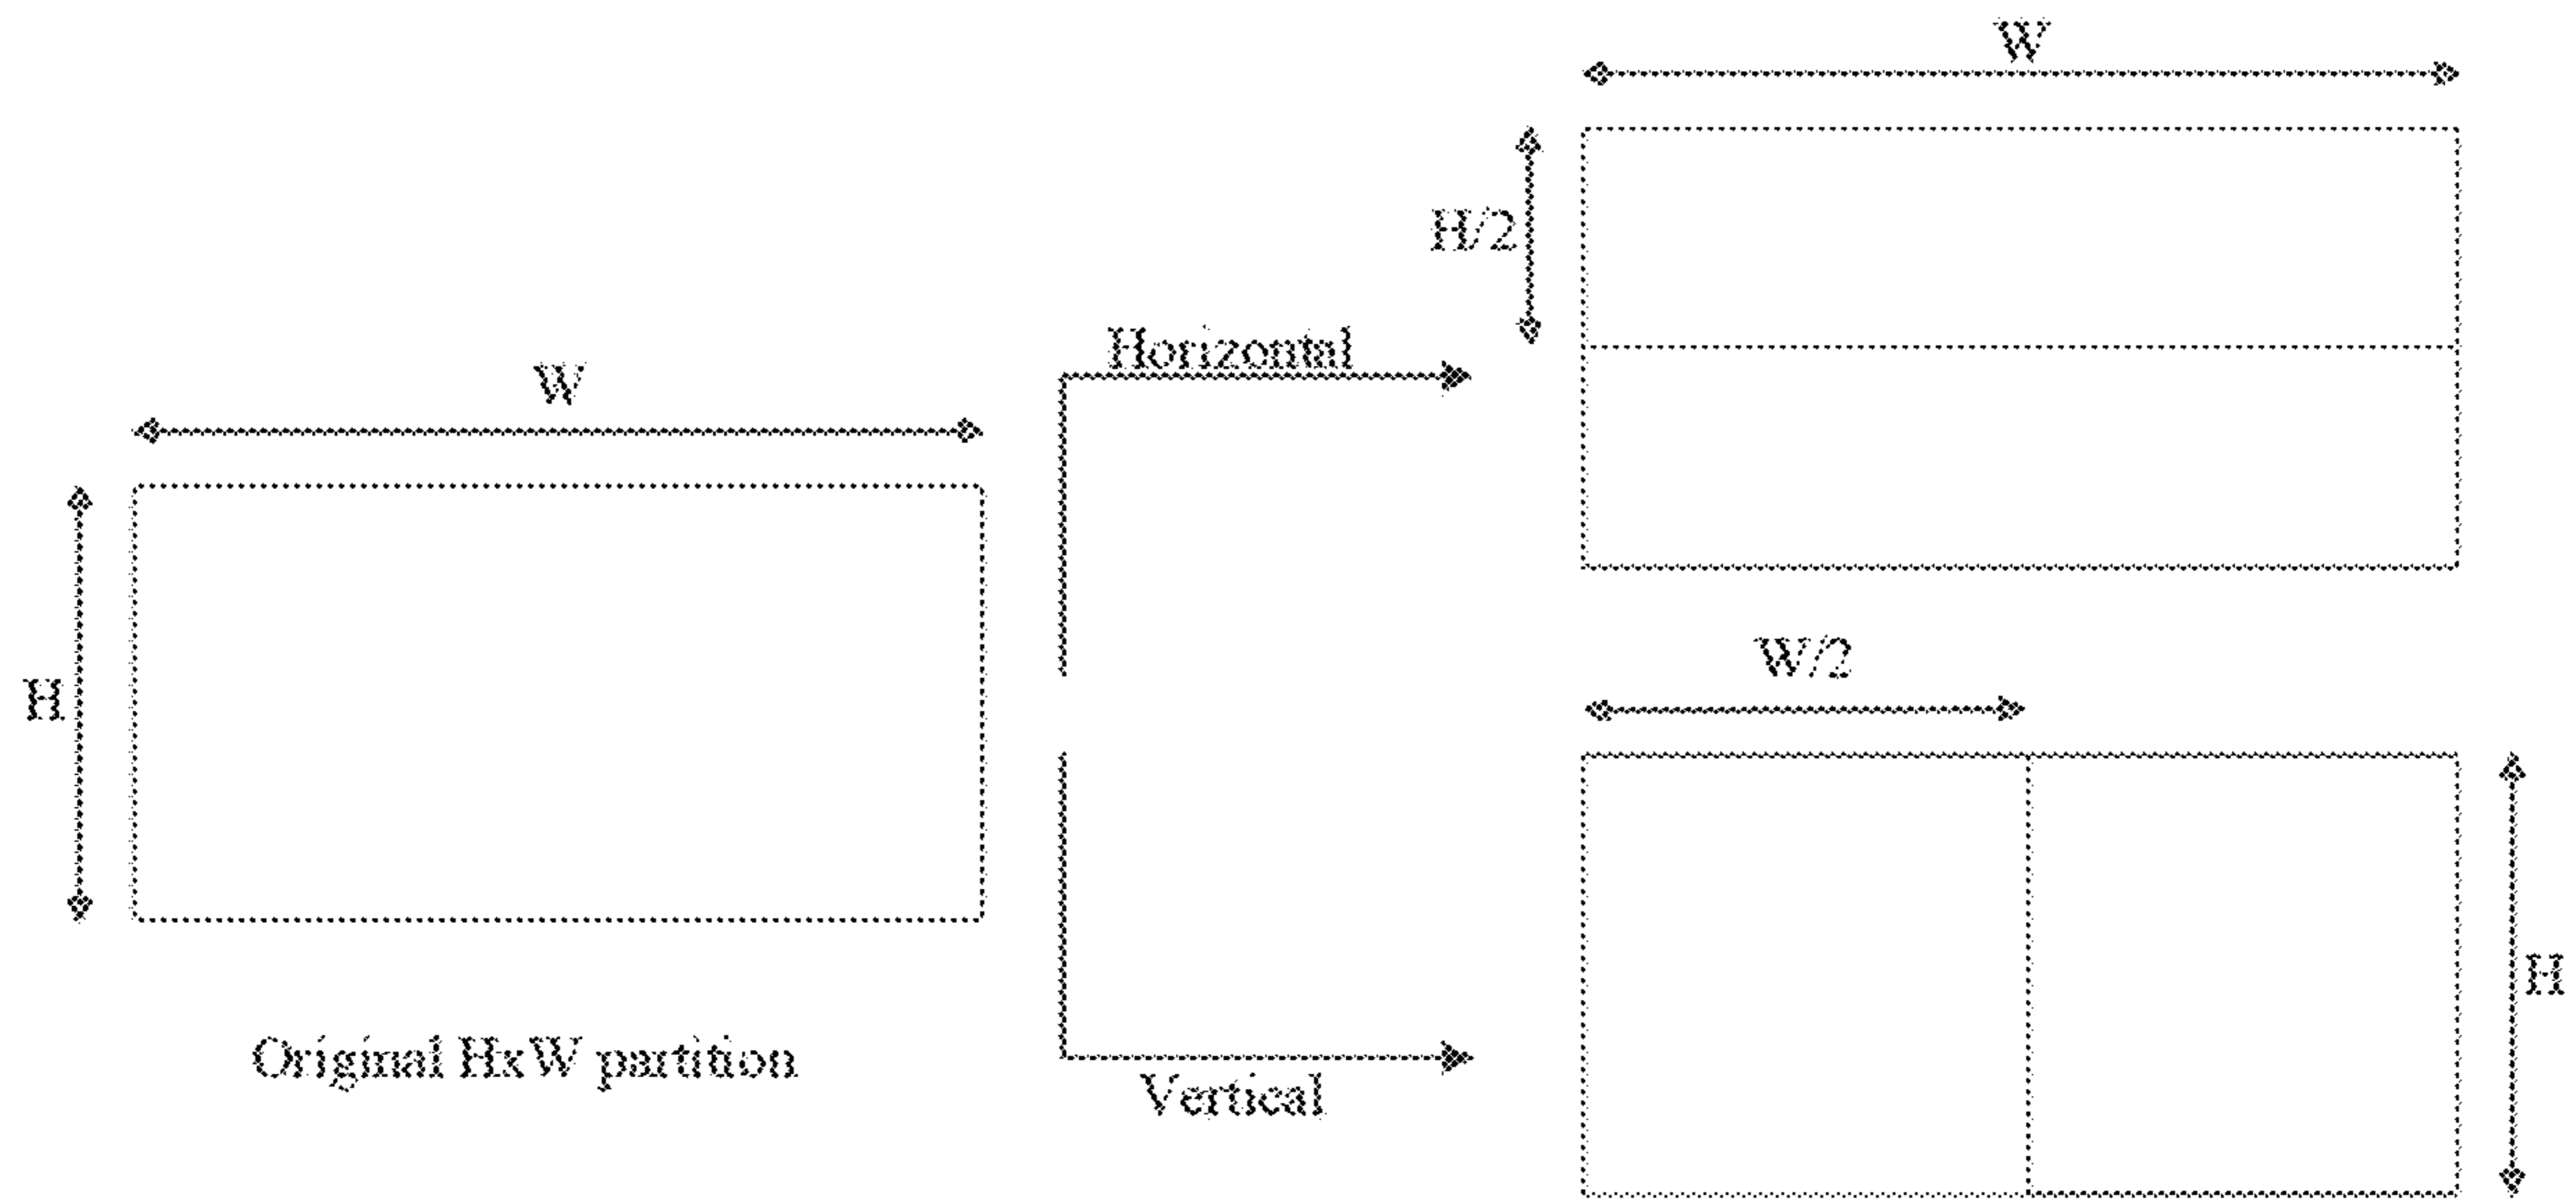 W
H
Original HxW partition
Horizontal
Vertical
W
H/2
W/2
H